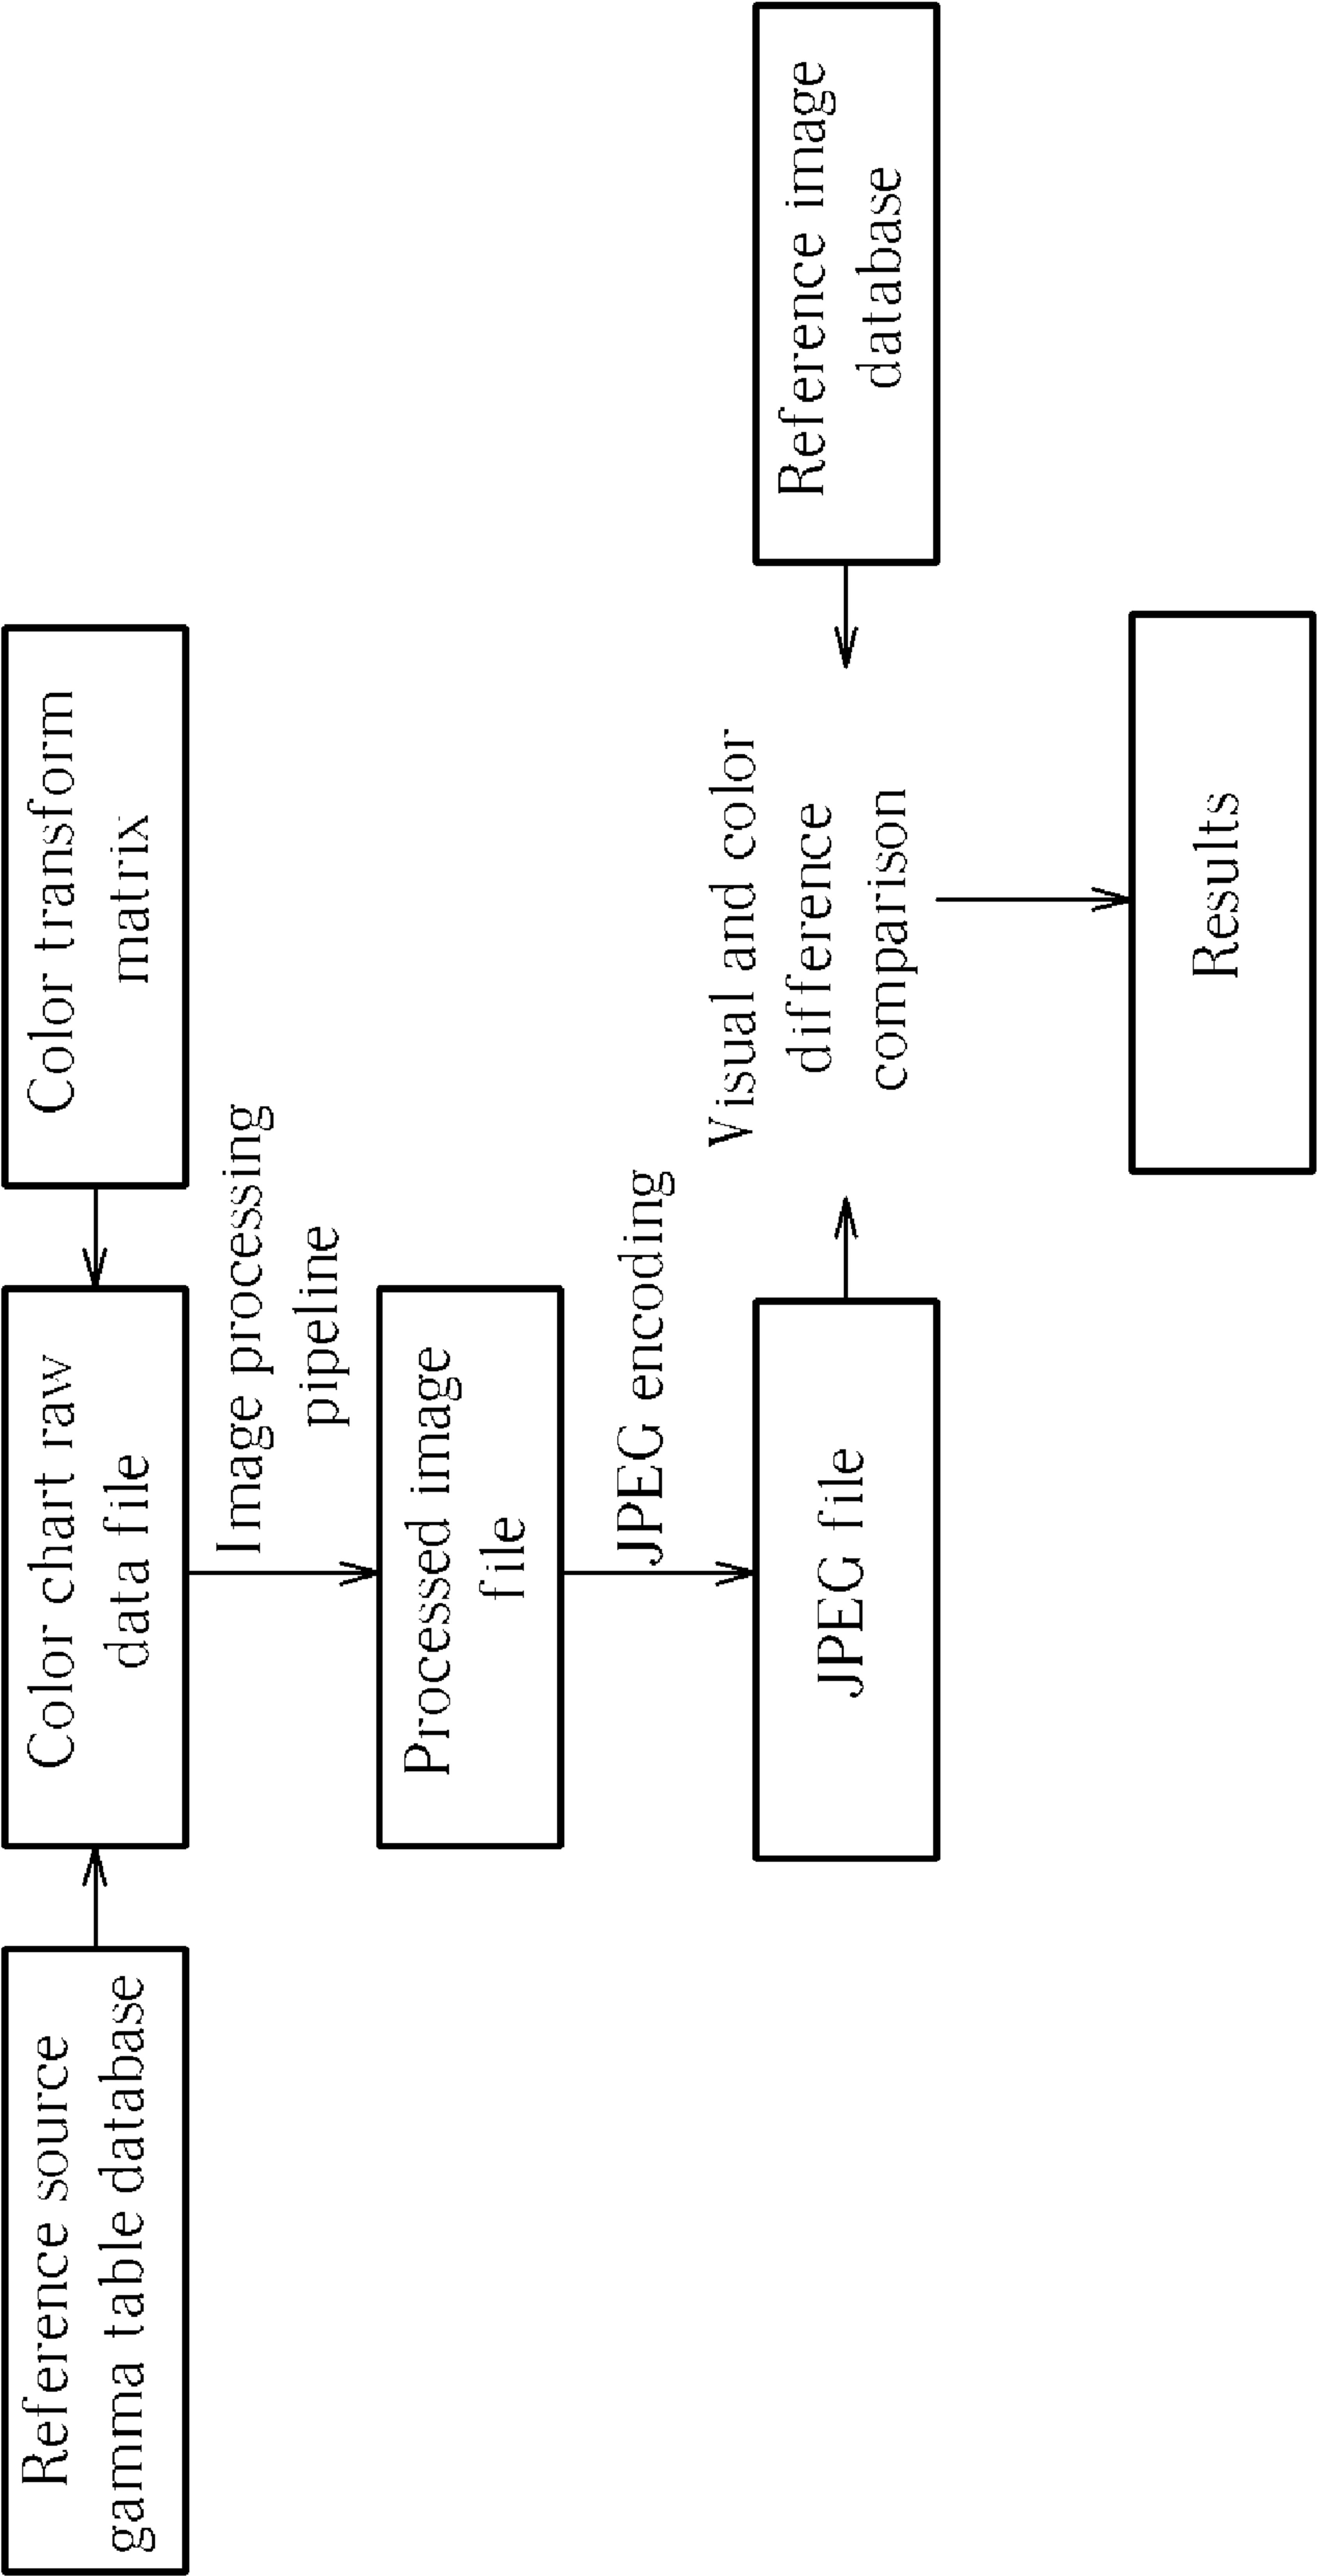 Reference source
gamma table database
Color chart raw
data file
Color transform
matrix
Image processing
pipeline
Processed image
file
JPEG encoding
JPEG file
Visual and color
difference
comparison
Reference image
database
Results